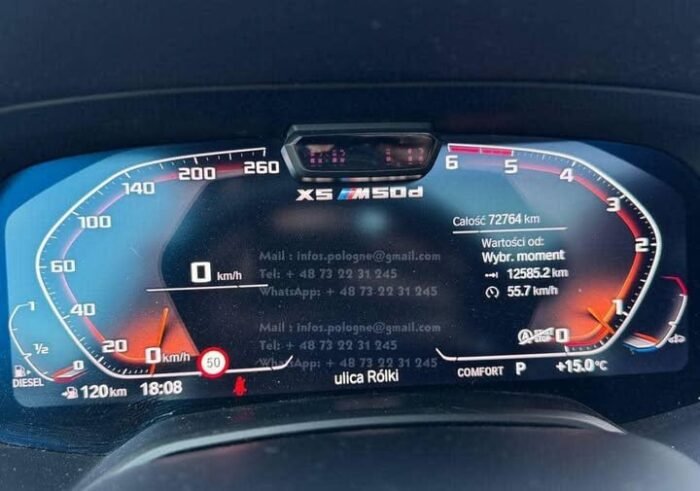 60
80
100
120
140
200
260
6
5
4
3
2
1
0
X5 M50d
Całość 72764 km
Wartości od:
Wybr. moment
12585.2 km
55.7 km/h
Mail : infos.pologne@gmail.com
Tel: + 48 73 22 31 245
WhatsApp: + 48 73 22 31 245
0 km/h
40
20
0 km/h
50
Mail : infos.pologne@gmail.com
Tel: + 48 73 22 31 245
WhatsApp: + 48 73 22 31 245
1
1/2
0
DIESEL
120 km
18:08
ulica Rólki
COMFORT
P
+15.0°C